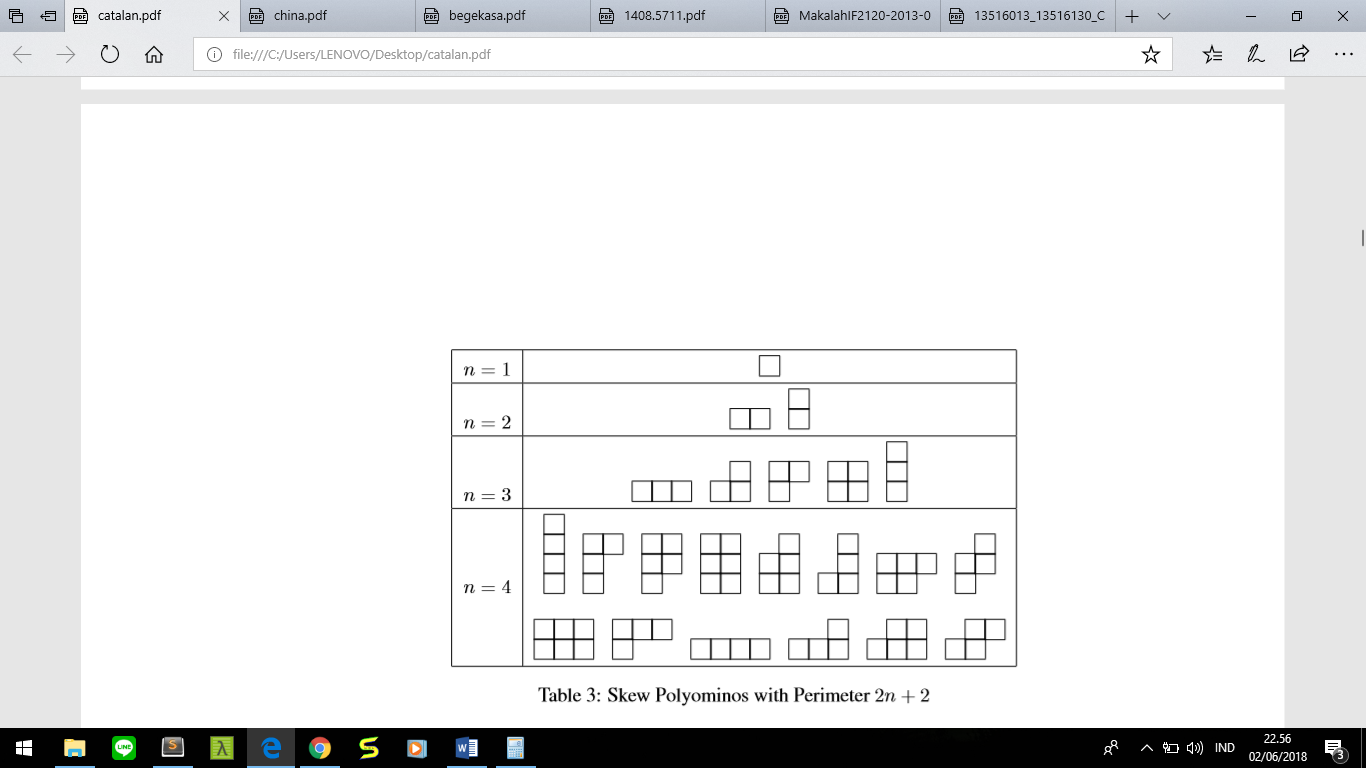 catalan.pdf
china.pdf
begekasa.pdf
1408.5711.pdf
MakalahIF2120-2013-0
13516013_13516130_C
file:///C:/Users/LENOVO/Desktop/catalan.pdf
n = 1
n = 2
n = 3
n = 4
Table 3: Skew Polyominos with Perimeter 2n + 2
IND
22.56
02/06/2018
3